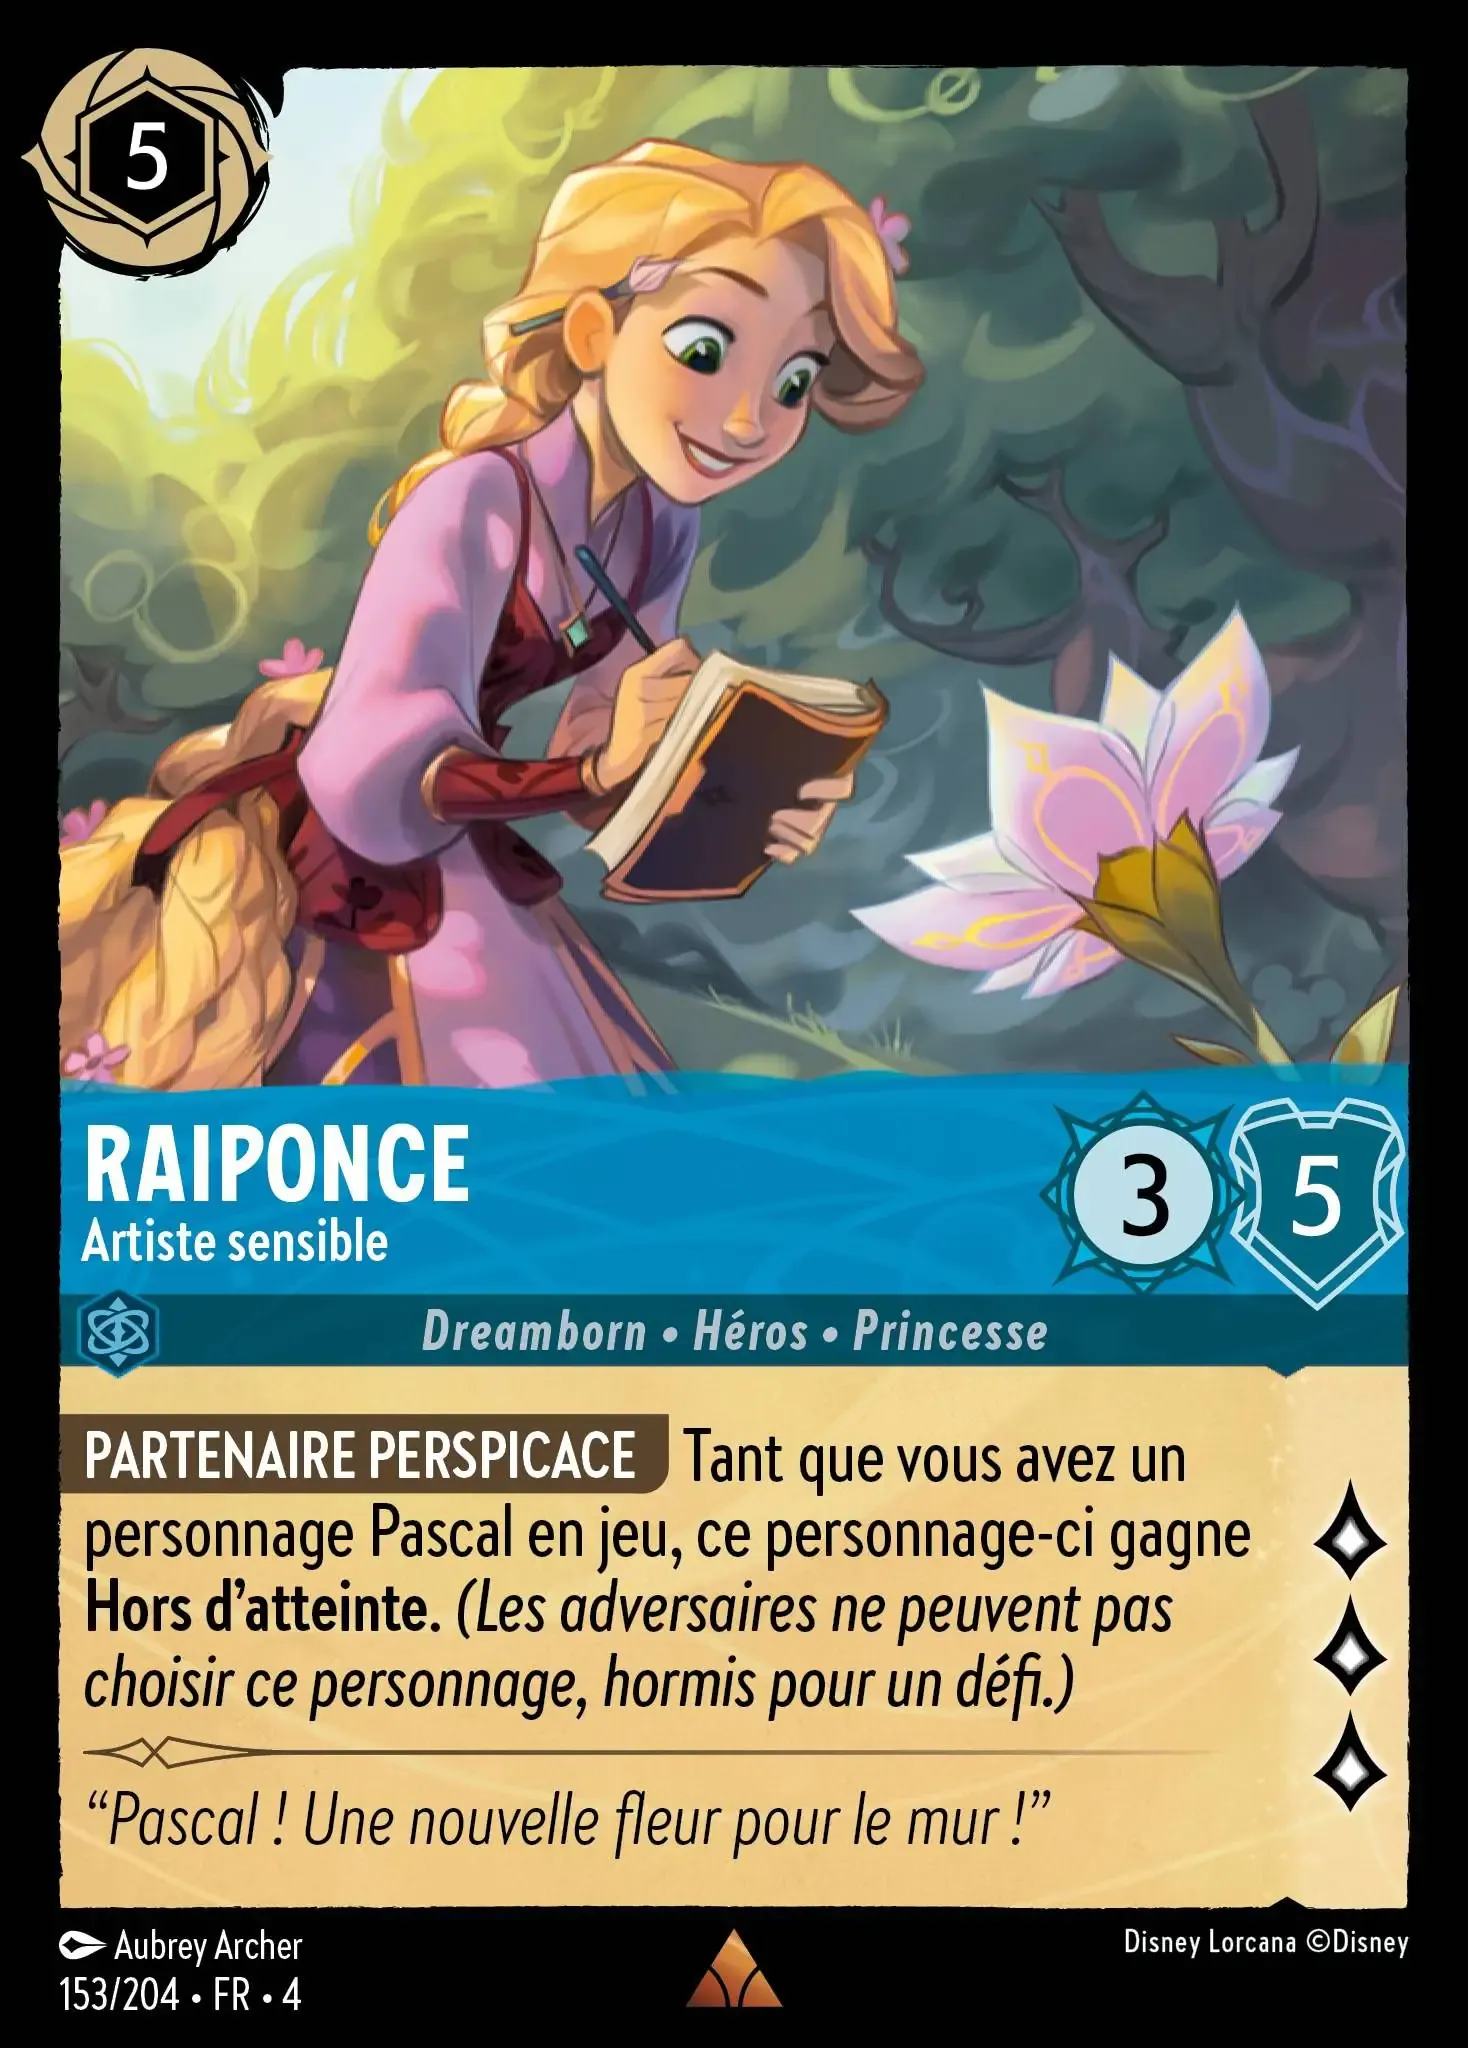 5
RAIPONCE
Artiste sensible
3
5
Dreamborn • Héros • Princesse
PARTENAIRE PERSPICACE Tant que vous avez un
personnage Pascal en jeu, ce personnage-ci gagne
Hors d’atteinte. (Les adversaires ne peuvent pas
choisir ce personnage, hormis pour un défi.)
“Pascal ! Une nouvelle fleur pour le mur !”
Aubrey Archer
Disney Lorcana ©Disney
153/204 • FR • 4